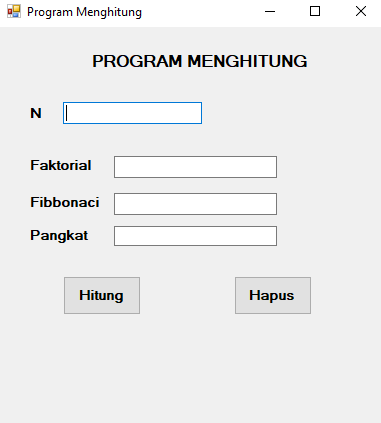 Program Menghitung
PROGRAM MENGHITUNG
N
Faktorial
Fibbonaci
Pangkat
Hitung Hapus